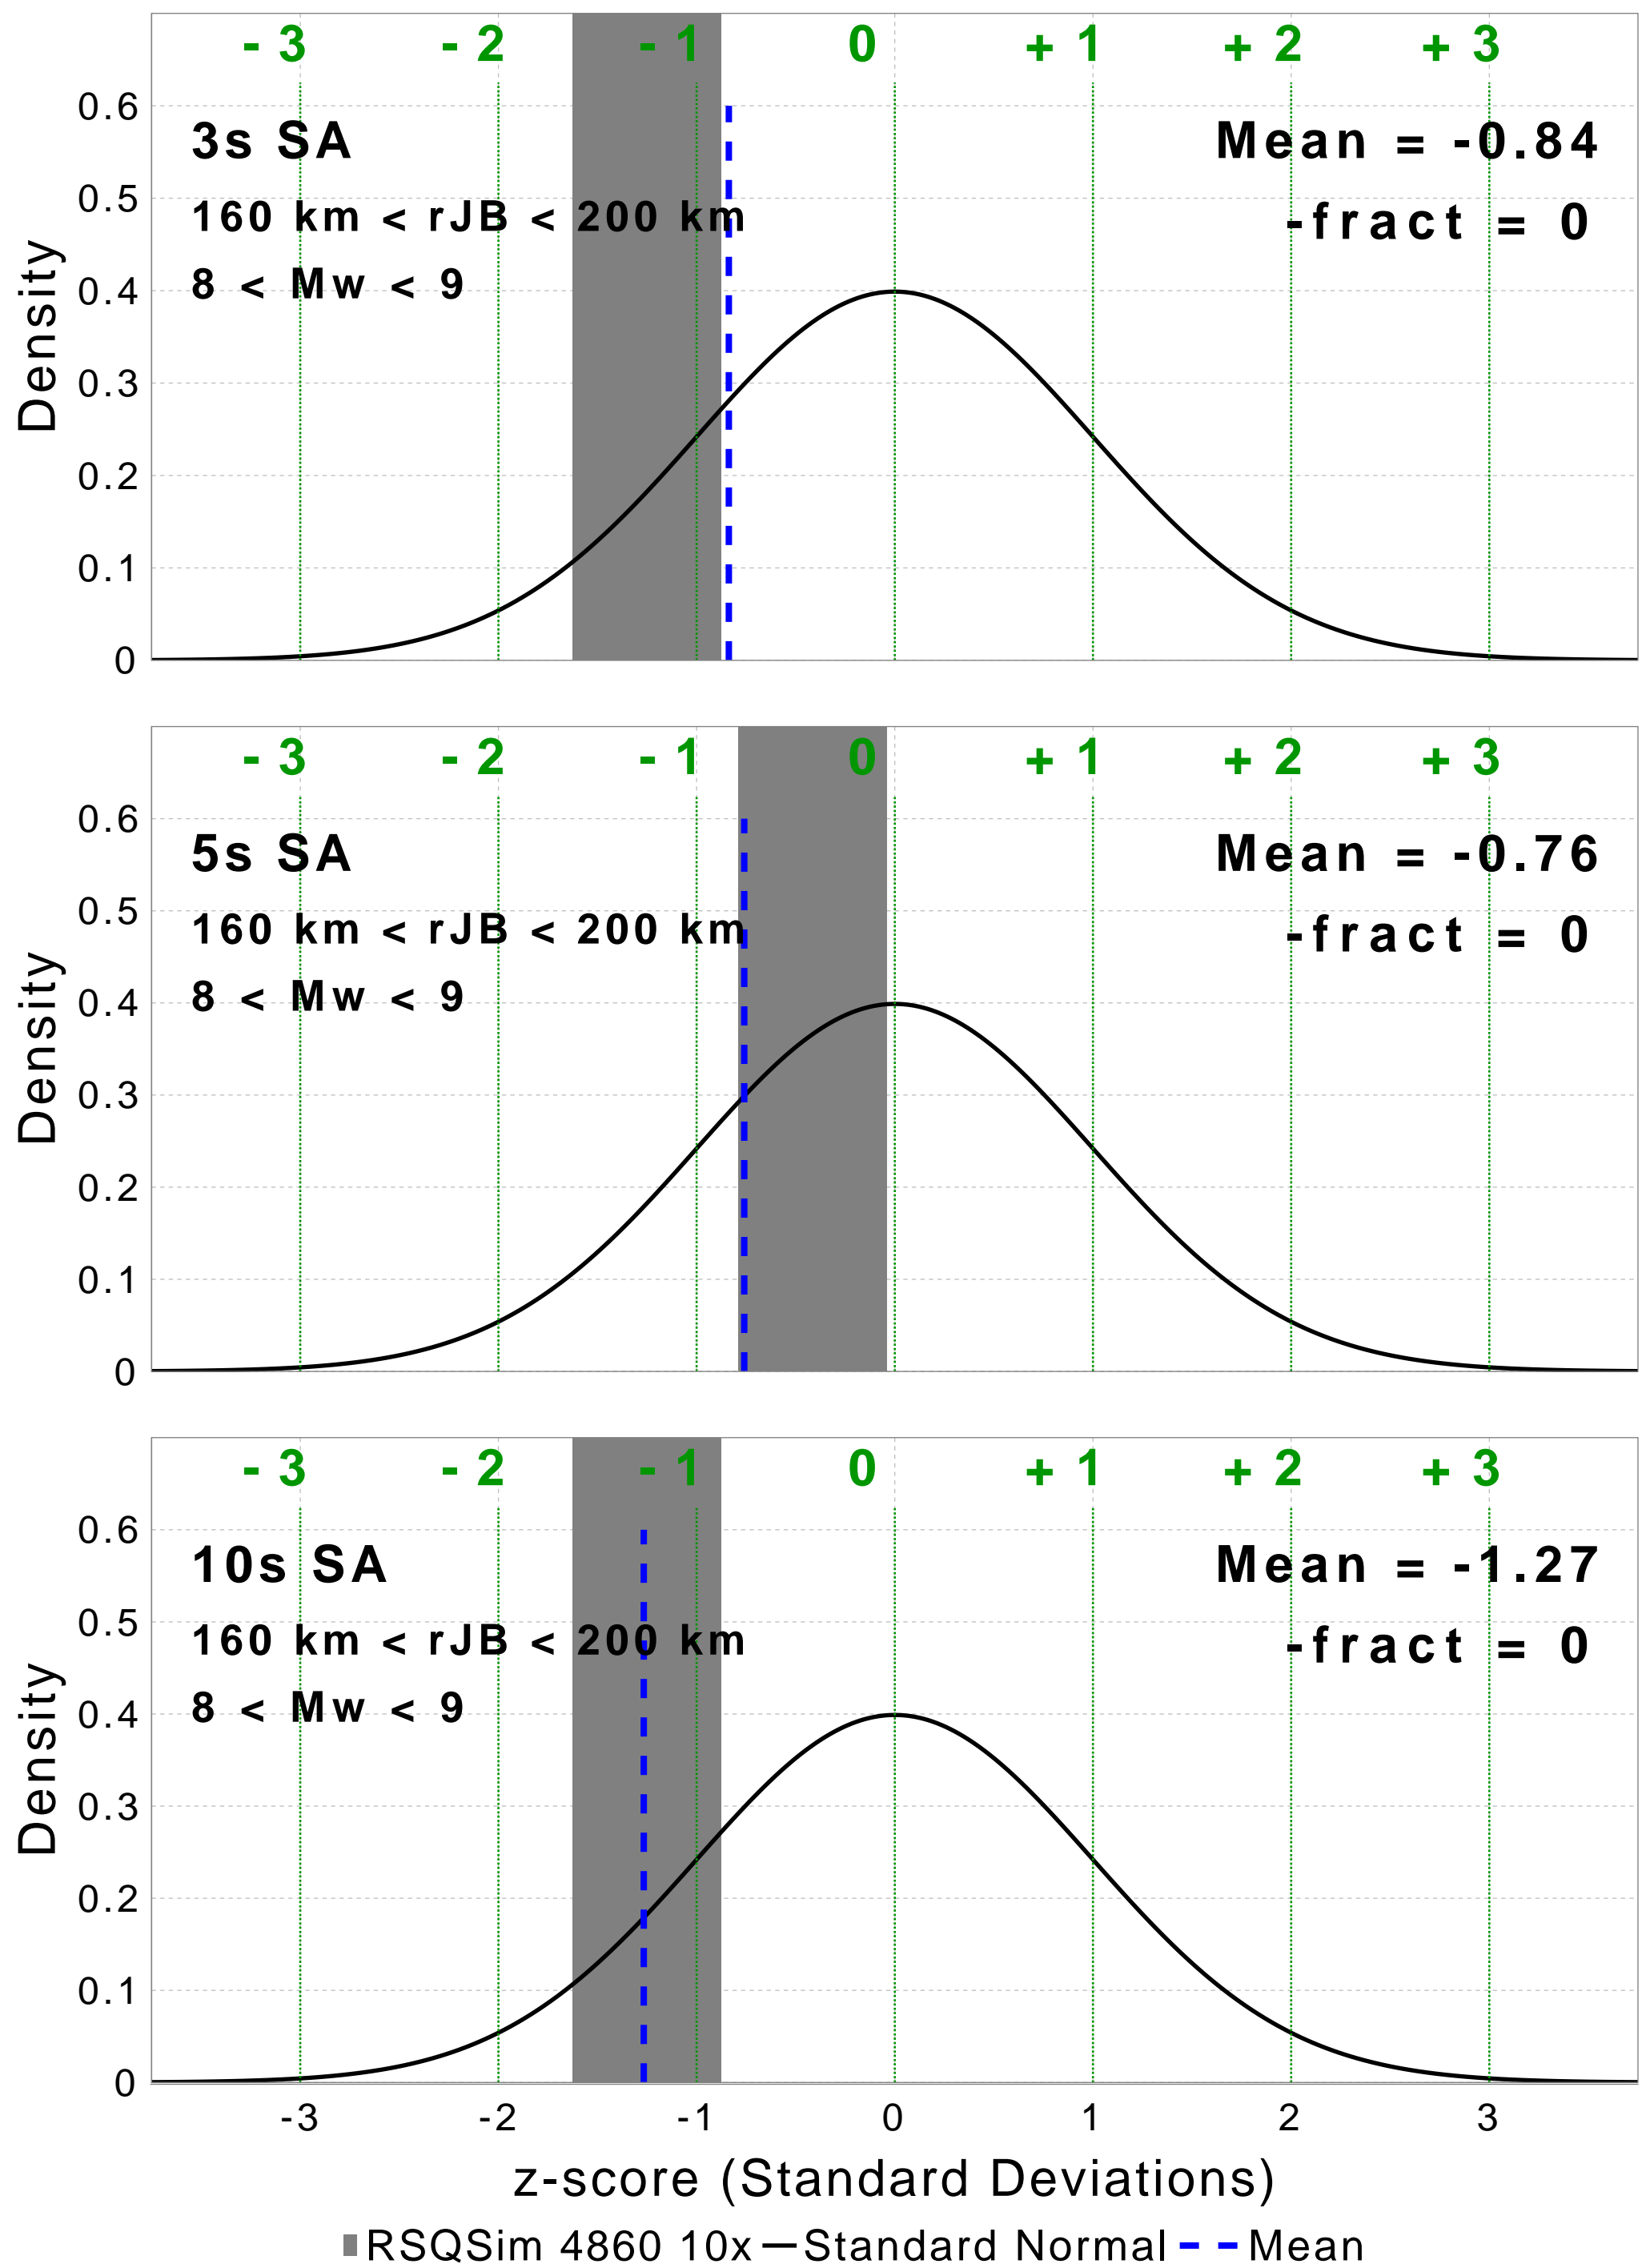 - 3 - 2 - 1 0 + 1 + 2 + 3
0.6
3s SA
Mean = -0.84
0.5
160 km < rJB < 200 km
-fract = 0
8 < Mw < 9
0.4
0.3
0.2
0.1
0
Density
- 3 - 2 - 1 0 + 1 + 2 + 3
0.6
5s SA
Mean = -0.76
0.5
160 km < rJB < 200 km
-fract = 0
8 < Mw < 9
0.4
0.3
0.2
0.1
0
Density
- 3 - 2 - 1 0 + 1 + 2 + 3
0.6
10s SA
Mean = -1.27
0.5
160 km < rJB < 200 km
-fract = 0
8 < Mw < 9
0.4
0.3
0.2
0.1
0
Density
-3 -2 -1 0 1 2 3
z-score (Standard Deviations)
RSQSim 4860 10x Standard Normal Mean